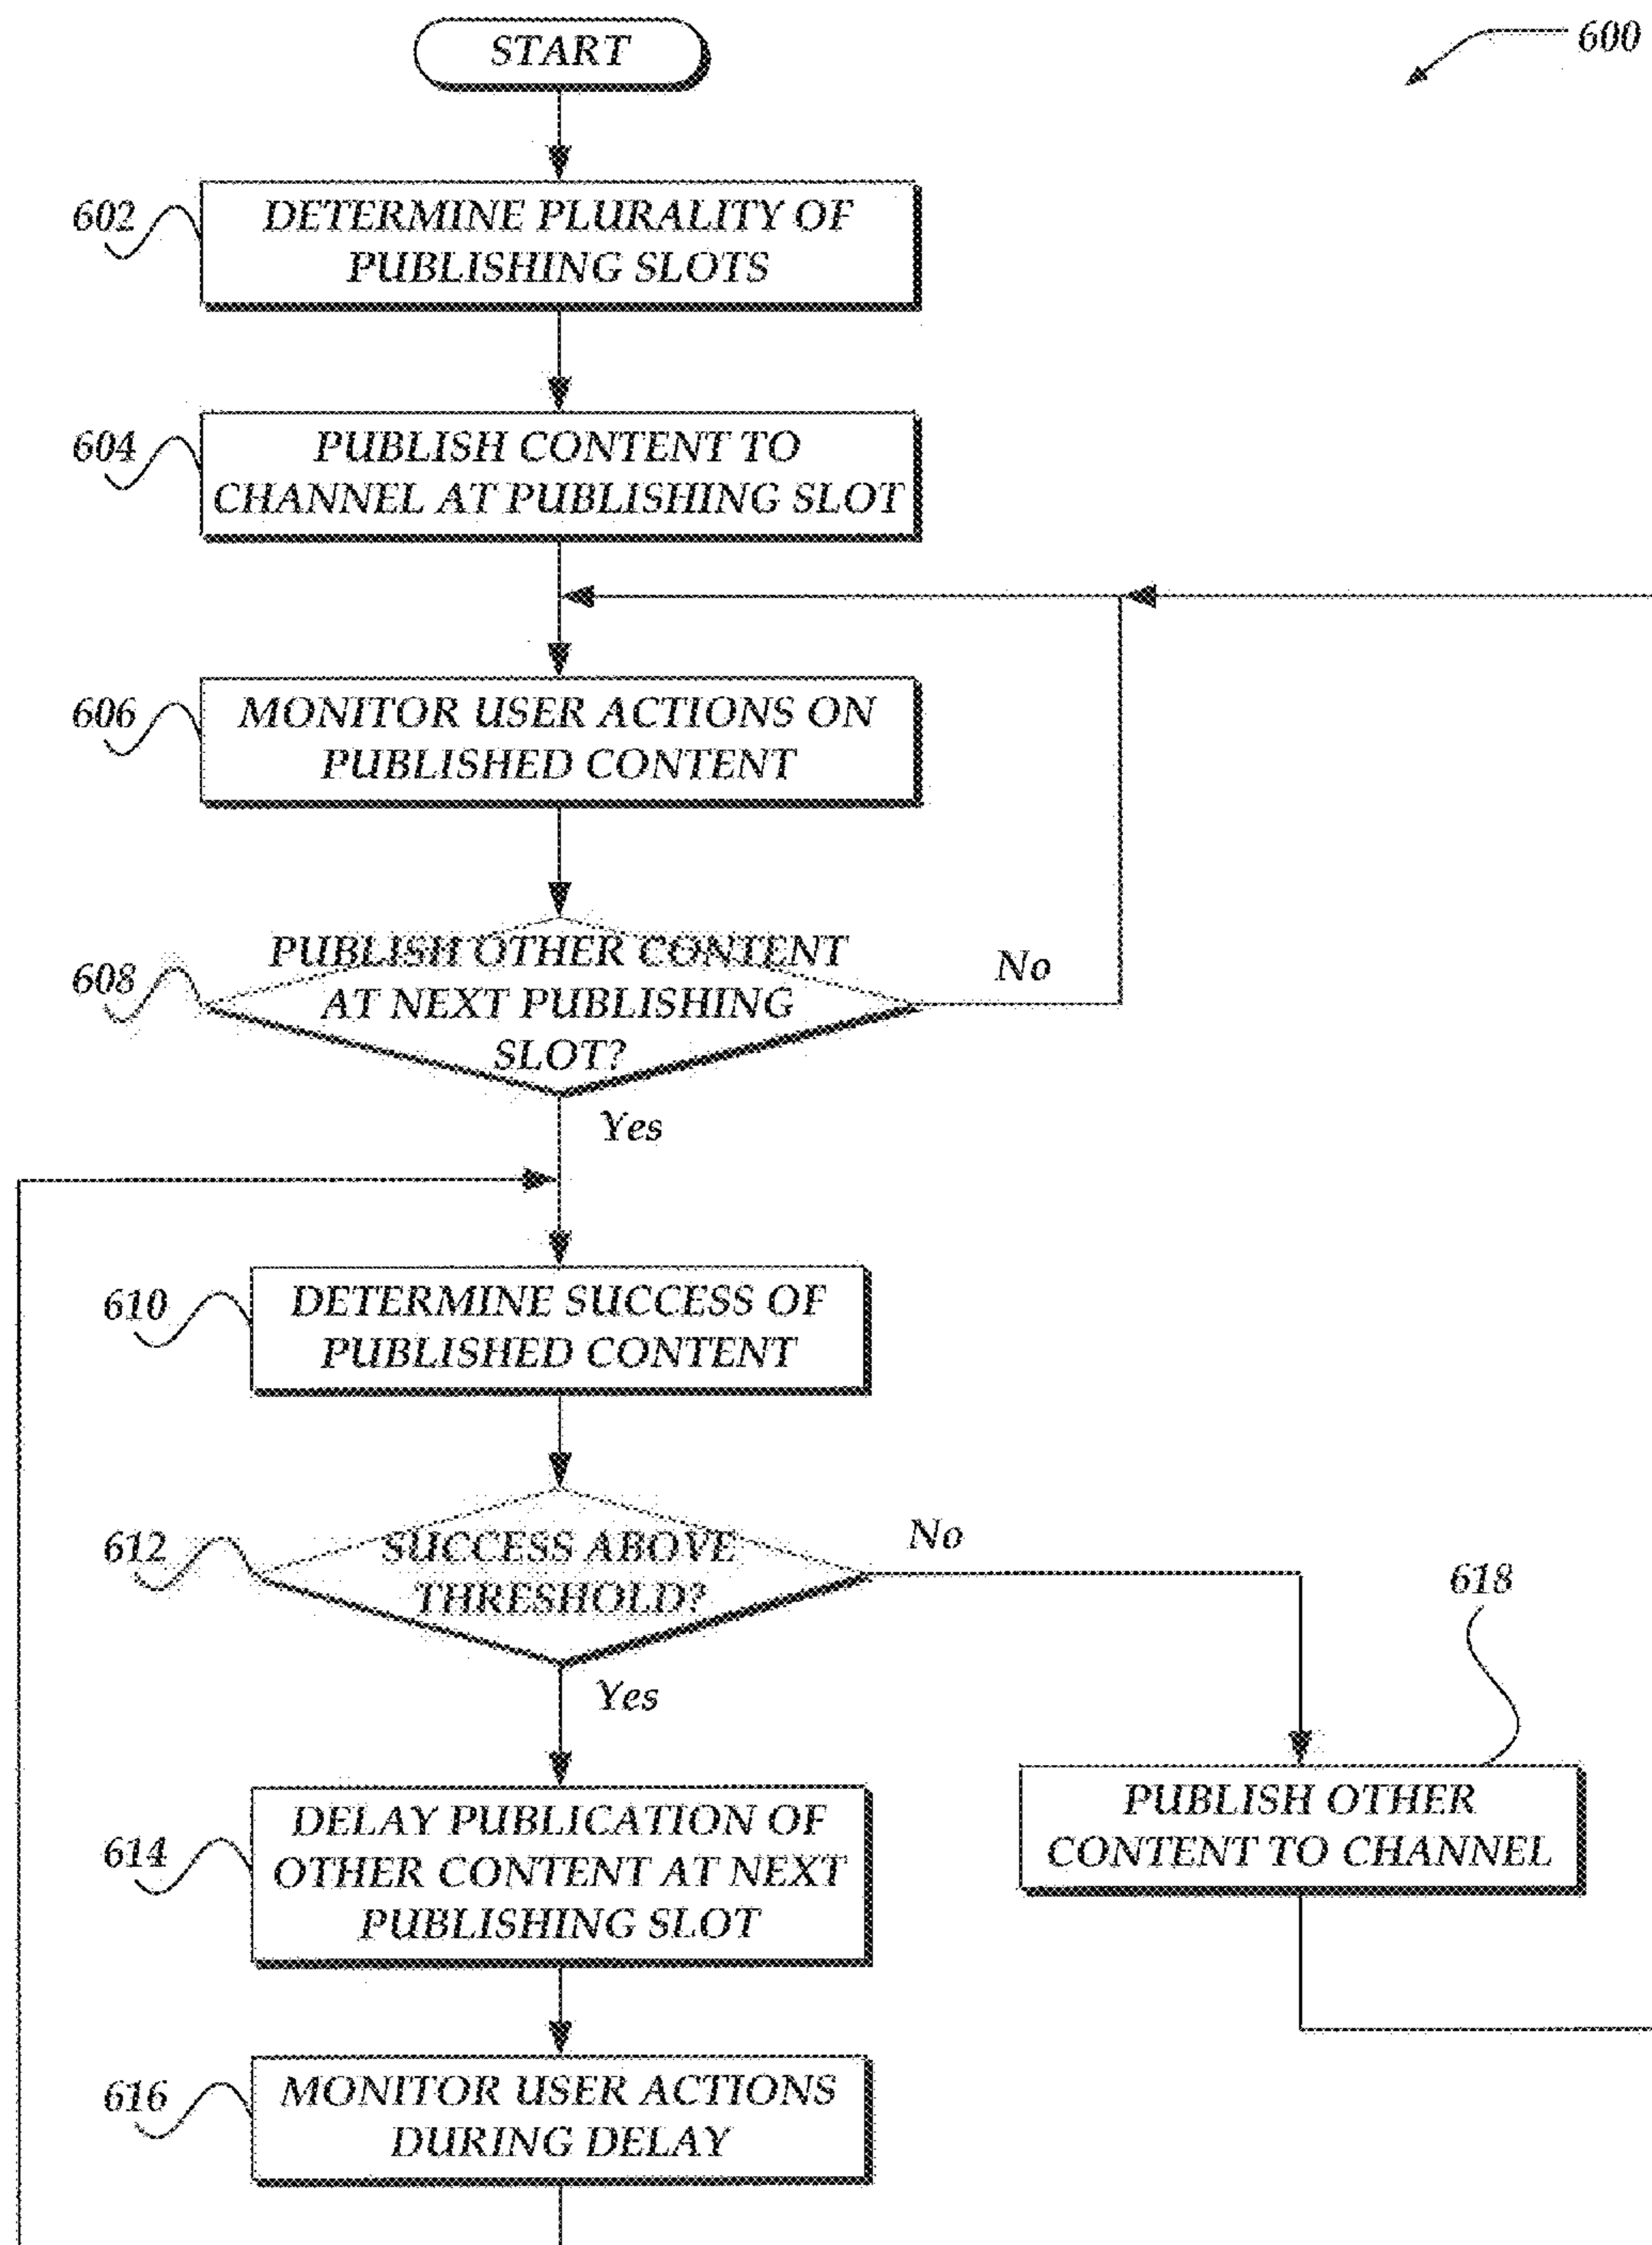 START
600
602
DETERMINE PLURALITY OF
PUBLISHING SLOTS
604
PUBLISH CONTENT TO
CHANNEL AT PUBLISHING SLOT
606
MONITOR USER ACTIONS ON
PUBLISHED CONTENT
608
PUBLISH OTHER CONTENT
AT NEXT PUBLISHING
SLOT?
No
Yes
610
DETERMINE SUCCESS OF
PUBLISHED CONTENT
612
SUCCESS ABOVE
THRESHOLD?
No
Yes
618
PUBLISH OTHER
CONTENT TO CHANNEL
614
DELAY PUBLICATION OF
OTHER CONTENT AT NEXT
PUBLISHING SLOT
616
MONITOR USER ACTIONS
DURING DELAY